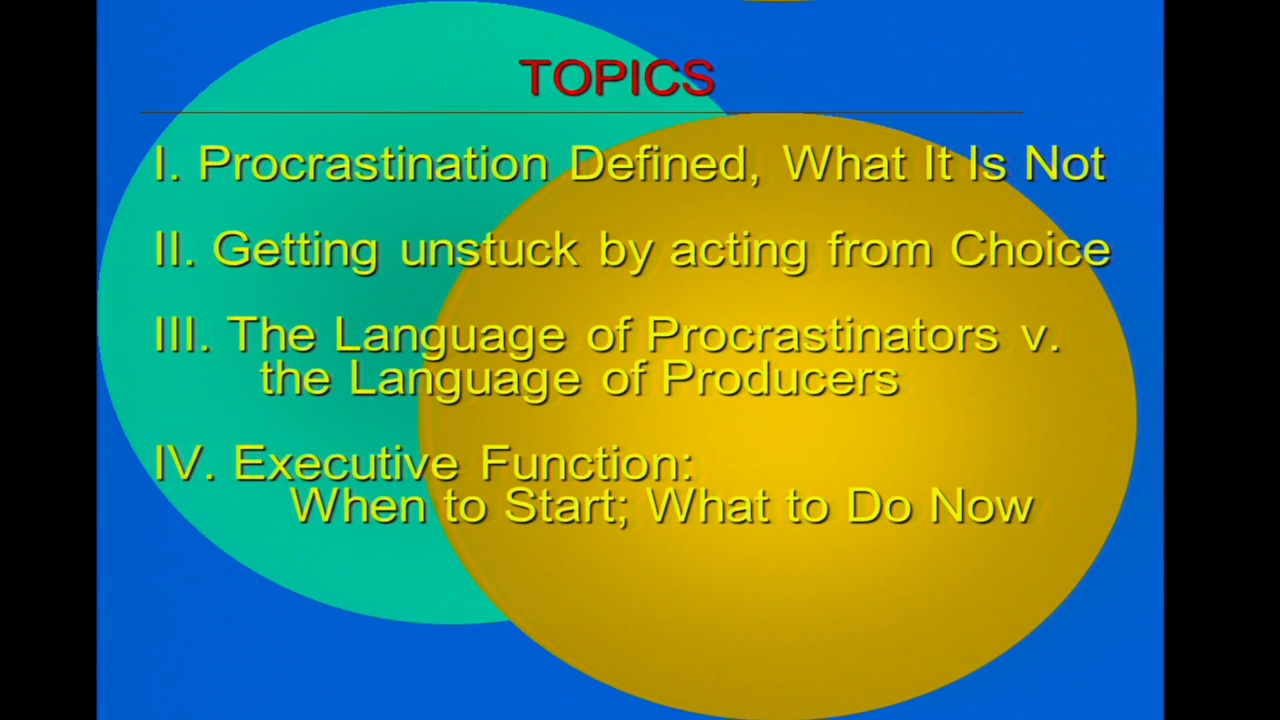 TOPICS
I. Procrastination Defined, What It Is Not
II. Getting unstuck by acting from Choice
III. The Language of Procrastinators v.
the Language of Producers
IV. Executive Function:
When to Start; What to Do Now